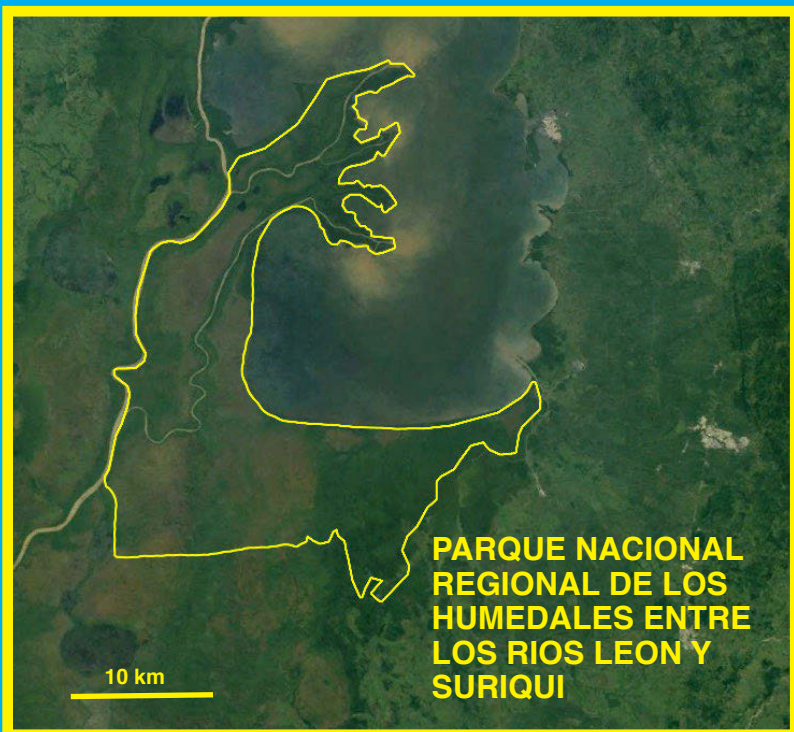 PARQUE NACIONAL
REGIONAL DE LOS
HUMEDALES ENTRE
LOS RIOS LEON Y
SURIQUI
10 km